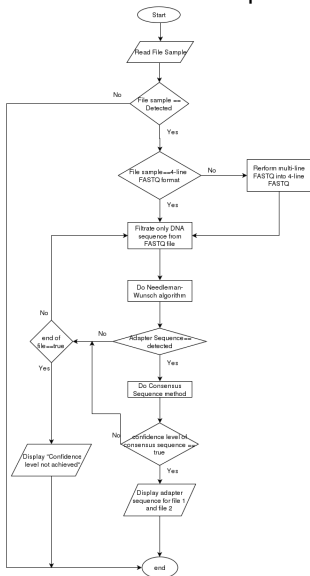 Start
Read File Sample
No
File sample ==
Detected
Yes
File sample==4-line
FASTQ format
No
Perform multi-line
FASTQ into 4-line
FASTQ
Yes
Filtrate only DNA
sequence from
FASTQ file
Do Needleman-
Wunsch algorithm
No
end of
file==true
No
Adapter Sequence==
detected
Yes
Yes
Do Consensus
Sequence method
No
confidence level of
consensus sequence ==
true
Display "Confidence
level not achieved"
Yes
Display adapter
sequence for file 1
and file 2
end